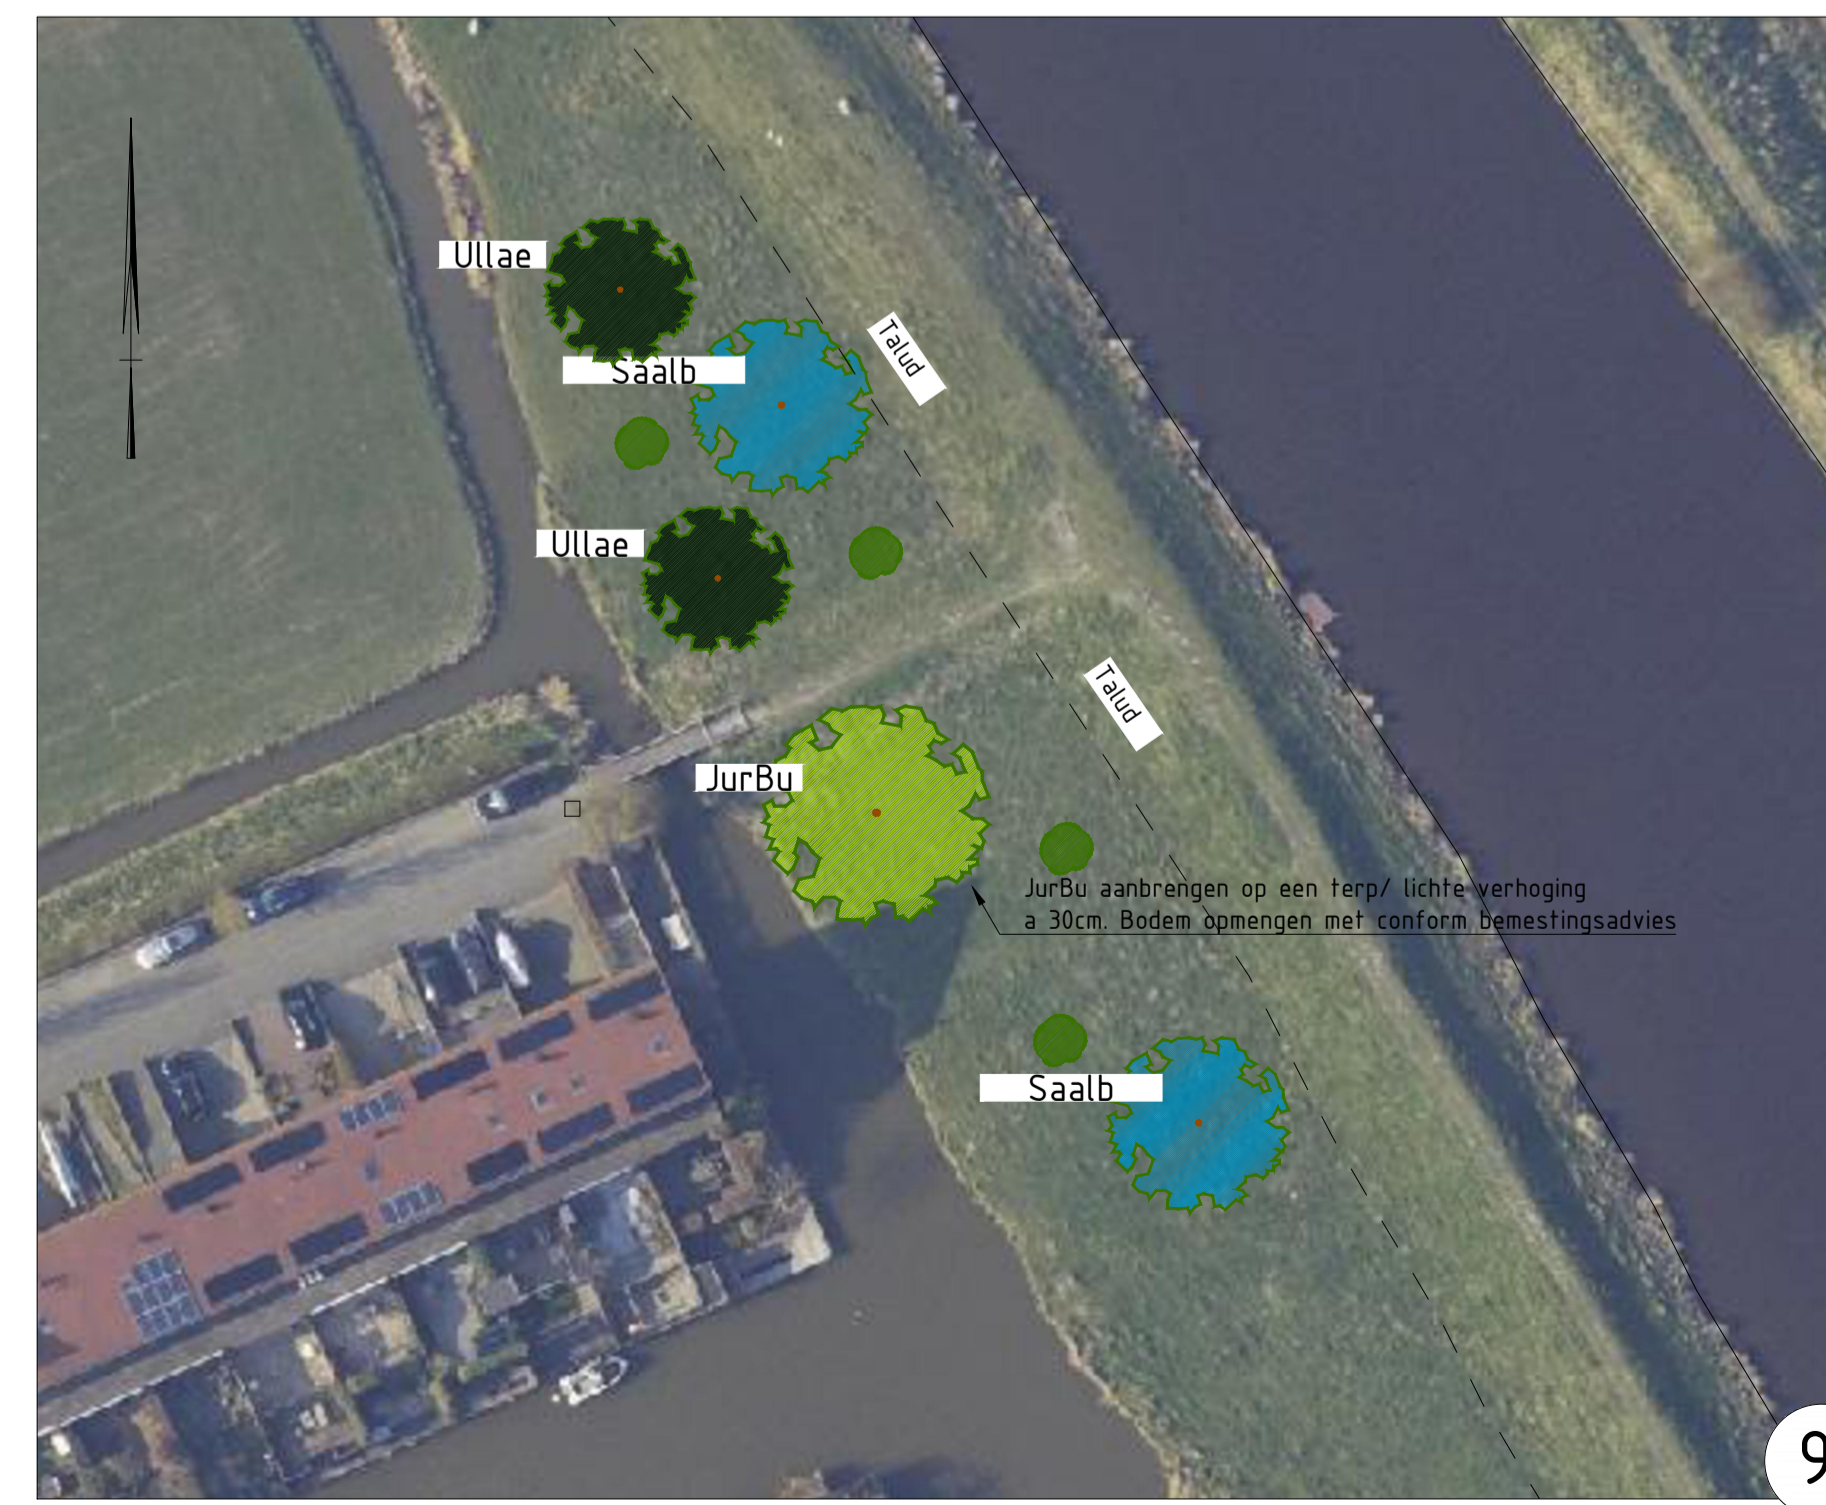 Ullae
Talud
Saalb
Ullae
Talud
JurBu
JurBu aanbrengen op een terp/ lichte verhoging
a 30cm. Bodem opmengen met conform bemestingsadvies
Saalb
9